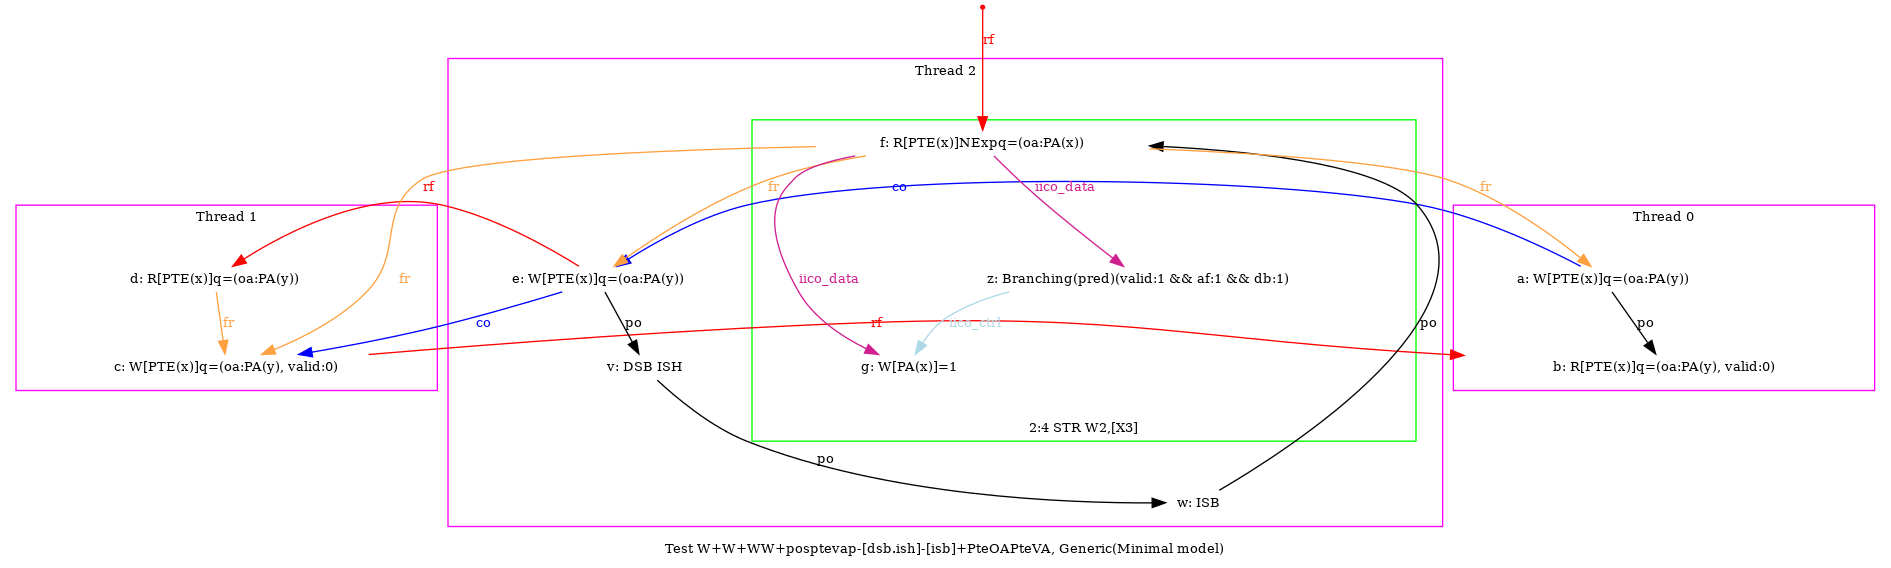 rf
Thread 2
f: R[PTE(x)]NExpq=(oa:PA(x))
rf
fr
iico_data
co
fr
Thread 1
Thread 0
d: R[PTE(x)]q=(oa:PA(y))
fr
e: W[PTE(x)]q=(oa:PA(y))
iico_data
z: Branching(pred)(valid:1 && af:1 && db:1)
a: W[PTE(x)]q=(oa:PA(y))
fr
co
po
rf
iico_ctrl
po
po
c: W[PTE(x)]q=(oa:PA(y), valid:0)
v: DSB ISH
g: W[PA(x)]=1
b: R[PTE(x)]q=(oa:PA(y), valid:0)
2:4 STR W2,[X3]
po
w: ISB
Test W+W+WW+posptevap-[dsb.ish]-[isb]+PteOAPteVA, Generic(Minimal model)